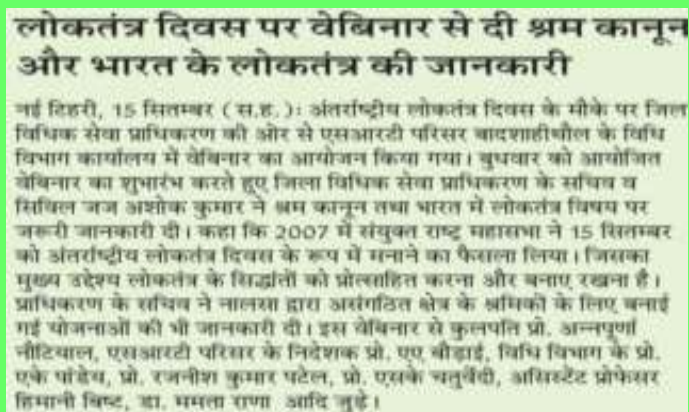 लोकतंत्र दिवस पर वेबिनार से दी श्रम कानून
और भारत के लोकतंत्र की जानकारी
नई टिहरी, 15 सितम्बर (स.ह.): अंतर्राष्ट्रीय लोकतंत्र दिवस के मौके पर जिला
विधिक सेवा प्राधिकरण की ओर से एसआरटी परिसर बादशाहीथौल के विधि
विभाग कार्यालय में वेबिनार का आयोजन किया गया। बुधवार को आयोजित
वेबिनार का शुभारंभ करते हुए जिला विधिक सेवा प्राधिकरण के सचिव व
सिविल जज अशोक कुमार ने श्रम कानून तथा भारत में लोकतंत्र विषय पर
जरूरी जानकारी दी। कहा कि 2007 में संयुक्त राष्ट्र महासभा ने 15 सितम्बर
को अंतर्राष्ट्रीय लोकतंत्र दिवस के रूप में मनाने का फैसला लिया। जिसका
मुख्य उद्देश्य लोकतंत्र के सिद्धांतों को प्रोत्साहित करना और बनाए रखना है।
प्राधिकरण के सचिव ने नालसा द्वारा असंगठित क्षेत्र के श्रमिकों के लिए बनाई
गई योजनाओं की भी जानकारी दी। इस वेबिनार से कुलपति प्रो. अन्नपूर्णा
नौटियाल, एसआरटी परिसर के निदेशक प्रो. एए बौड़ाई, विधि विभाग के प्रो.
एके पांडेय, प्रो. रजनीश कुमार पटेल, प्रो. एसके चतुर्वेदी, असिस्टेंट प्रोफेसर
हिमानी बिष्ट, डा. ममता राणा आदि जुड़े।